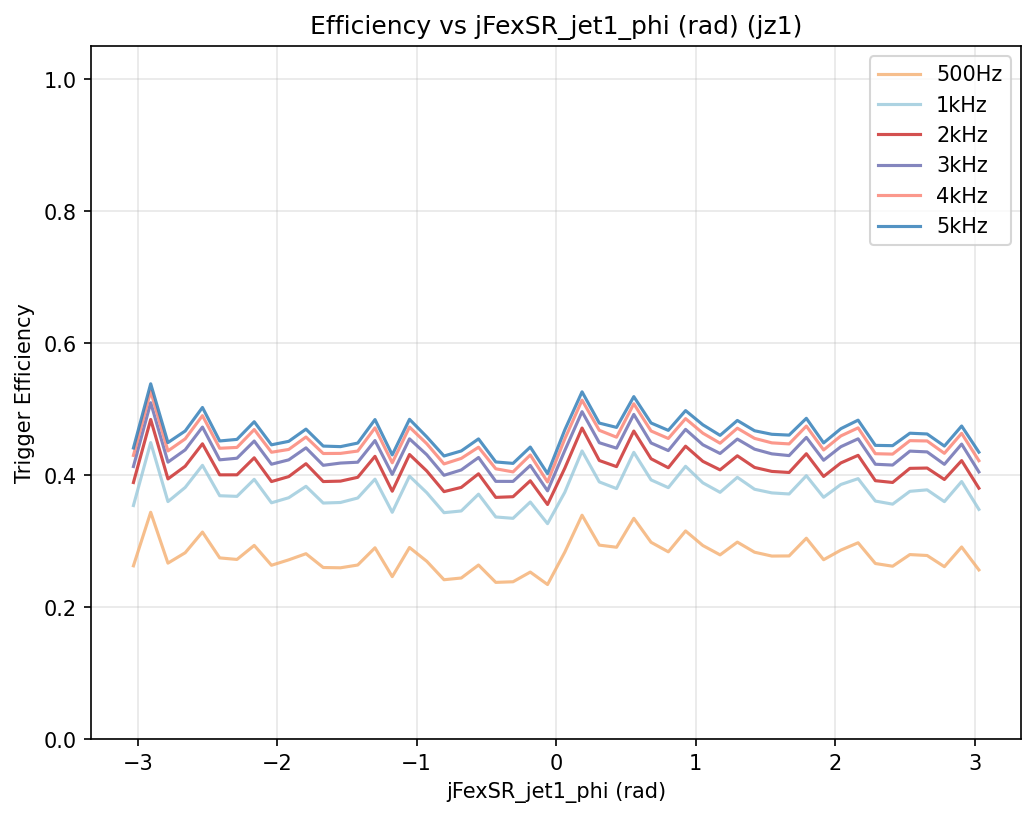 Efficiency vs jFexSR_jet1_phi (rad) (jz1)
500Hz
1kHz
2kHz
3kHz
4kHz
5kHz
Trigger Efficiency
1.0
0.8
0.6
0.4
0.2
0.0
−3
−2
−1
0
1
2
3
jFexSR_jet1_phi (rad)